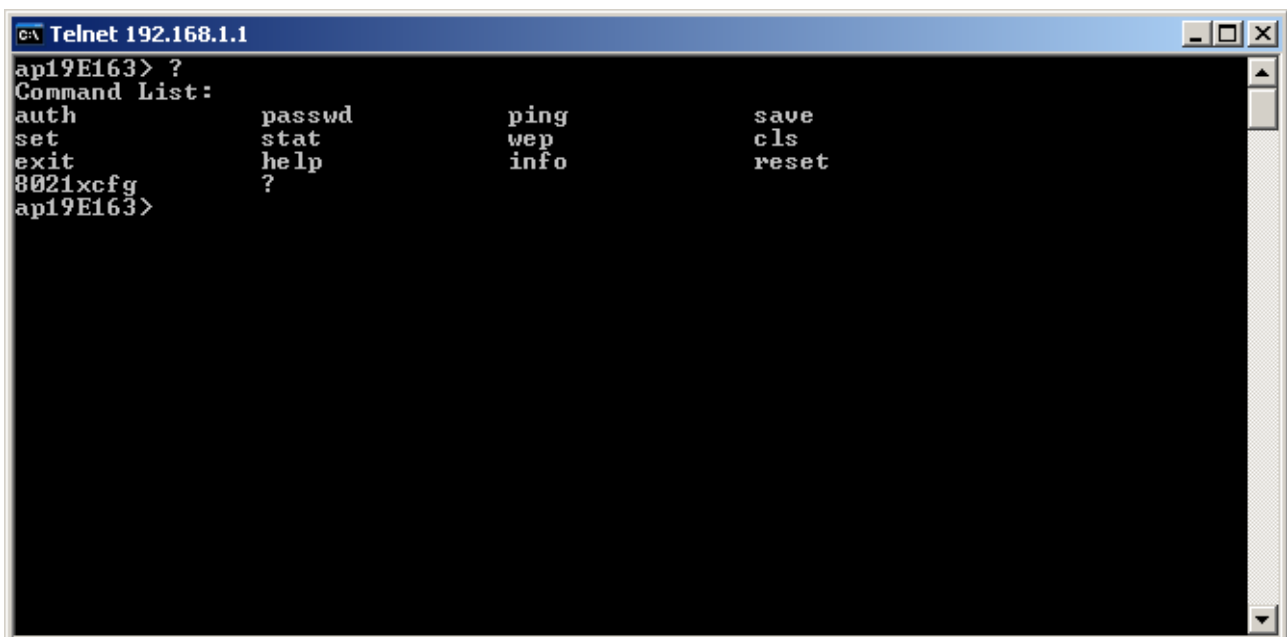 Telnet 192.168.1.1
ap19E163> ?
Command List:
auth passwd ping save
set stat wep cls
exit help info reset
8021xcfg ?
ap19E163>